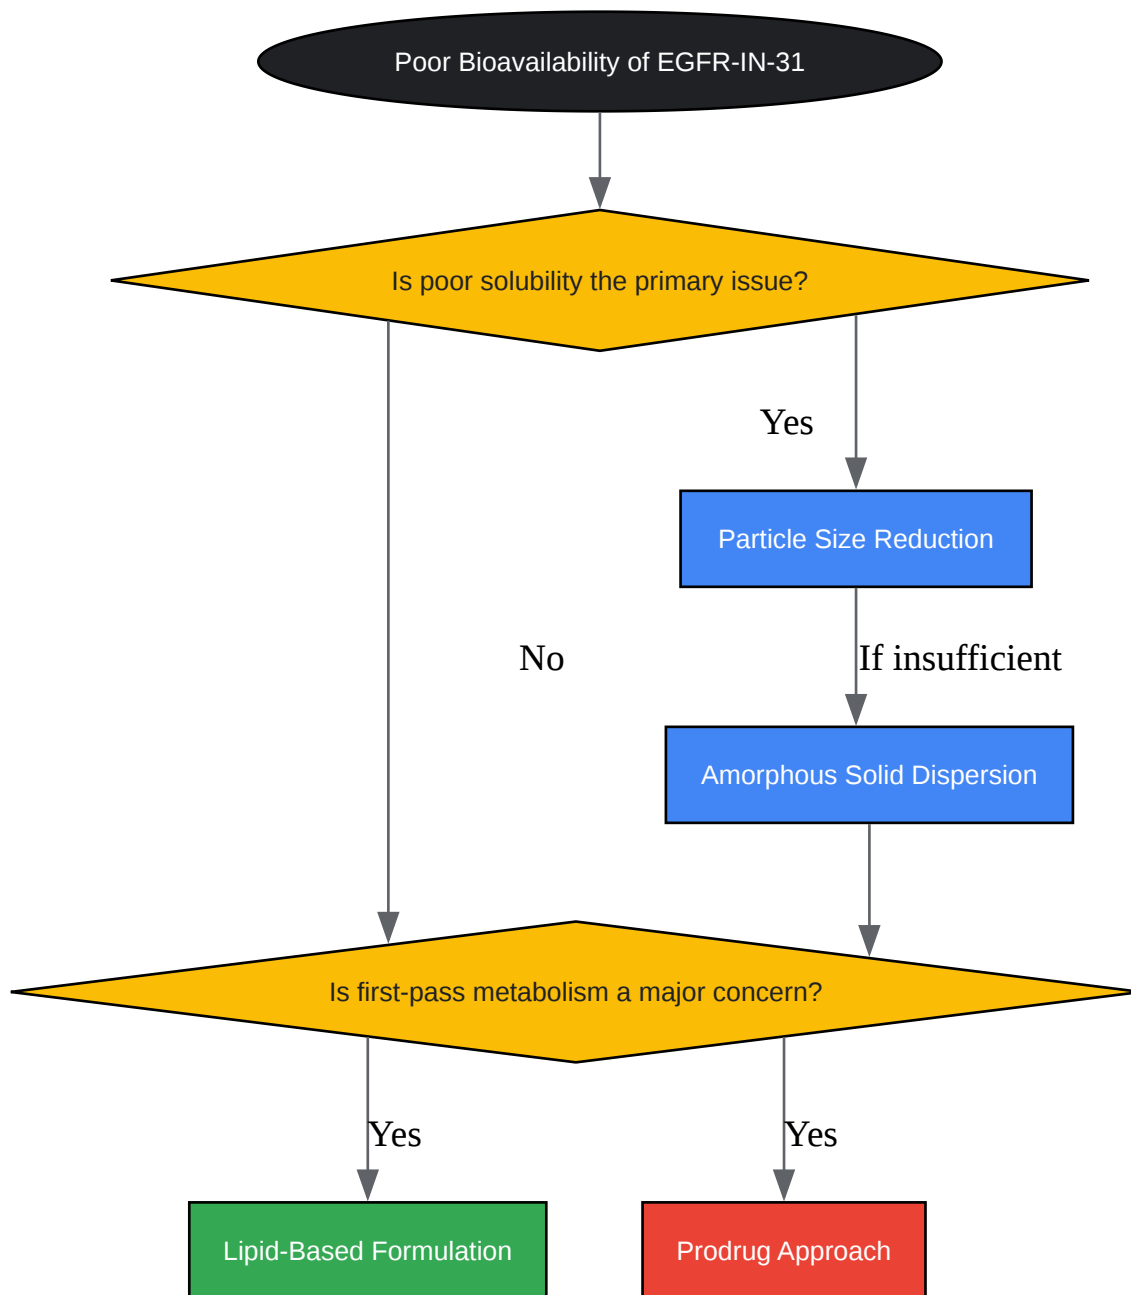 Poor Bioavailability of EGFR-IN-31
Is poor solubility the primary issue?
Yes
Particle Size Reduction
No
If insufficient
Amorphous Solid Dispersion
Is first-pass metabolism a major concern?
Yes
Yes
Lipid-Based Formulation
Prodrug Approach